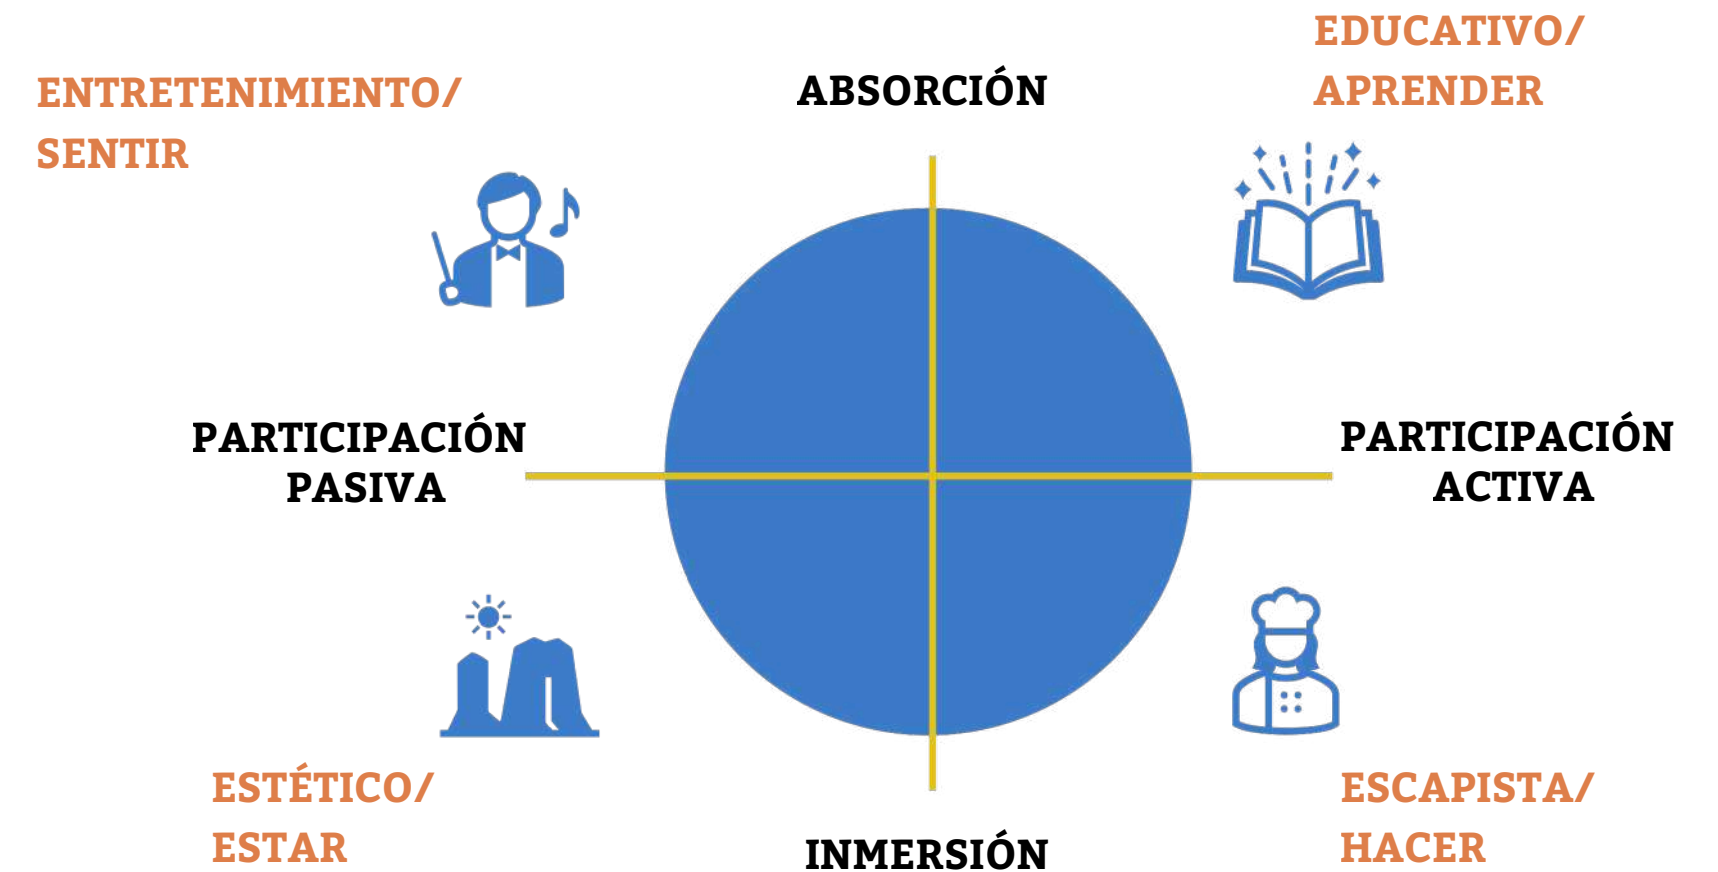 EDUCATIVO/
APRENDER
ENTRETENIMIENTO/
SENTIR
ABSORCIÓN
PARTICIPACIÓN
PASIVA
PARTICIPACIÓN
ACTIVA
ESTÉTICO/
ESTAR
INMERSIÓN
ESCAPISTA/
HACER